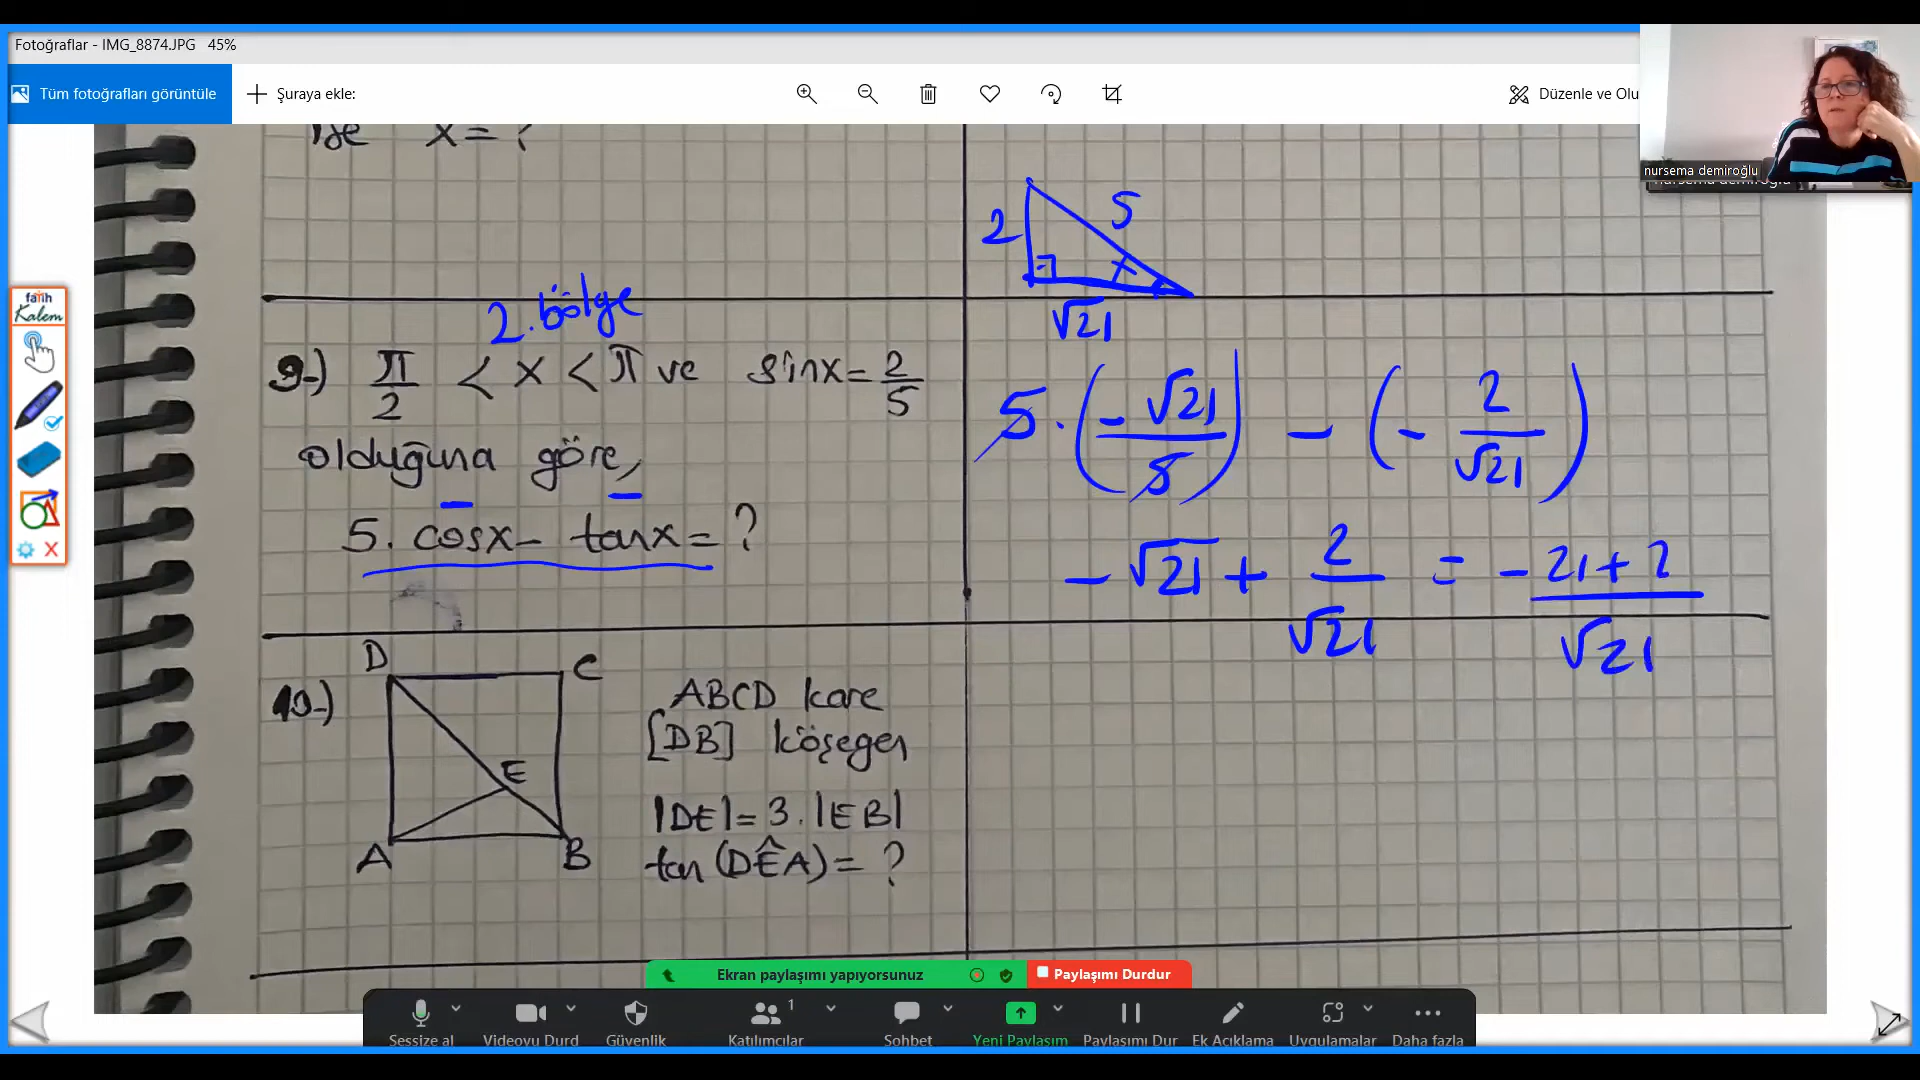 Fotoğraflar - IMG_8874.JPG 45%
Tüm fotoğrafları görüntüle
Şuraya ekle:
Düzenle ve Olu
nursema demiroğlu
fatih
Kalem
ise x = ?
2 5
√21
2. bölge
9-) π/2 < x < π ve sinx = 2/5
olduğuna göre,
5. cosx - tanx = ?
5 · (-√21/5) - (-2/√21)
-√21 + 2/√21 = -21+2/√21
10-)
D C
E
A B
ABCD kare
[DB] köşegen
|DE| = 3 . |EB|
tan (DÊA) = ?
Ekran paylaşımı yapıyorsunuz
Paylaşımı Durdur
1
Sessize al
Videoyu Durd
Güvenlik
Katılımcılar
Sohbet
Yeni Paylaşım
Paylaşımı Dur
Ek Açıklama
Uygulamalar
Daha fazla